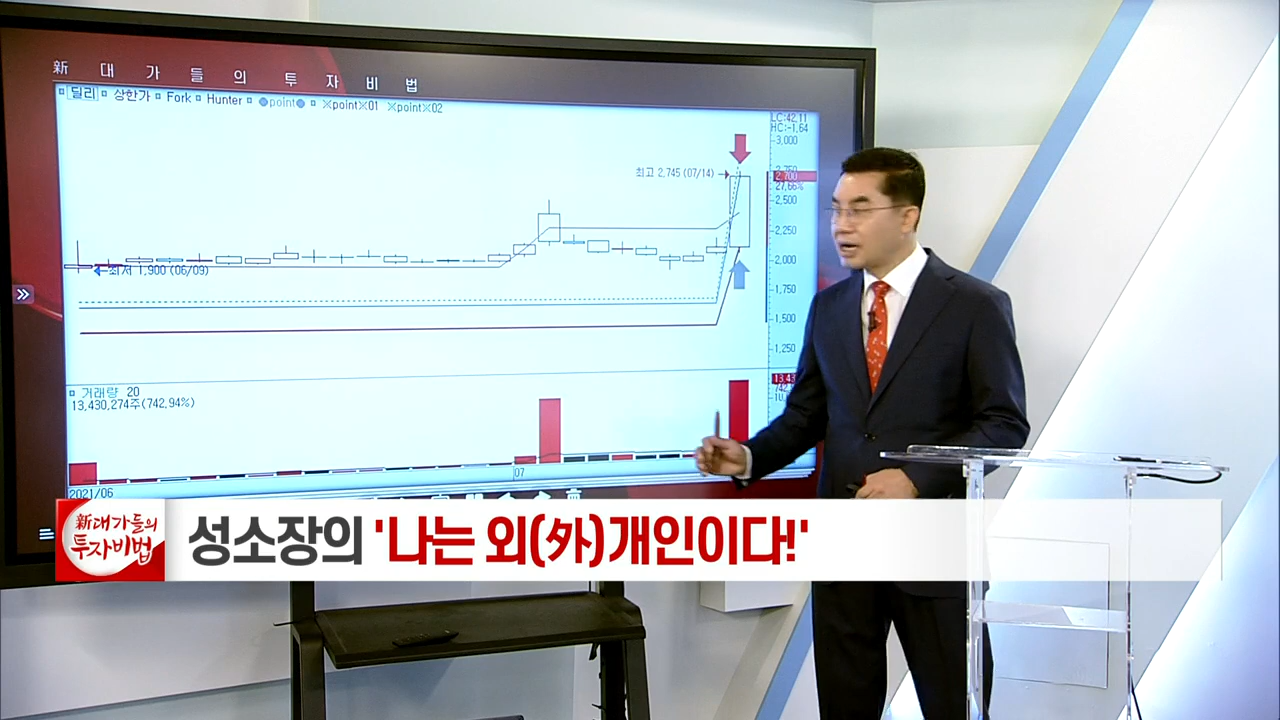 新 대 가 들 의 투 자 비 법
딜리 상한가 Fork Hunter ●point● ※point※01 ※point※02
LC:42.11
HC:-1.64
3,000
최고 2,745 (07/14)
2,700
27.66%
2,500
2,250
최저 1,900 (06/09)
2,000
1,750
1,500
1,250
거래량 20
13,430,274주(742.94%)
07
2021/06
新대가들의
투자비법
성소장의 '나는 외(外)개인이다!'